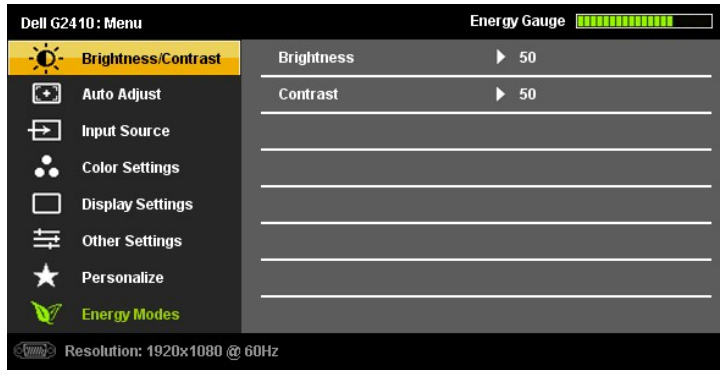 Dell G2410 : Menu Energy Gauge
Brightness/Contrast Brightness 50
Auto Adjust Contrast 50
Input Source
Color Settings
Display Settings
Other Settings
Personalize
Energy Modes
Resolution: 1920x1080 @ 60Hz